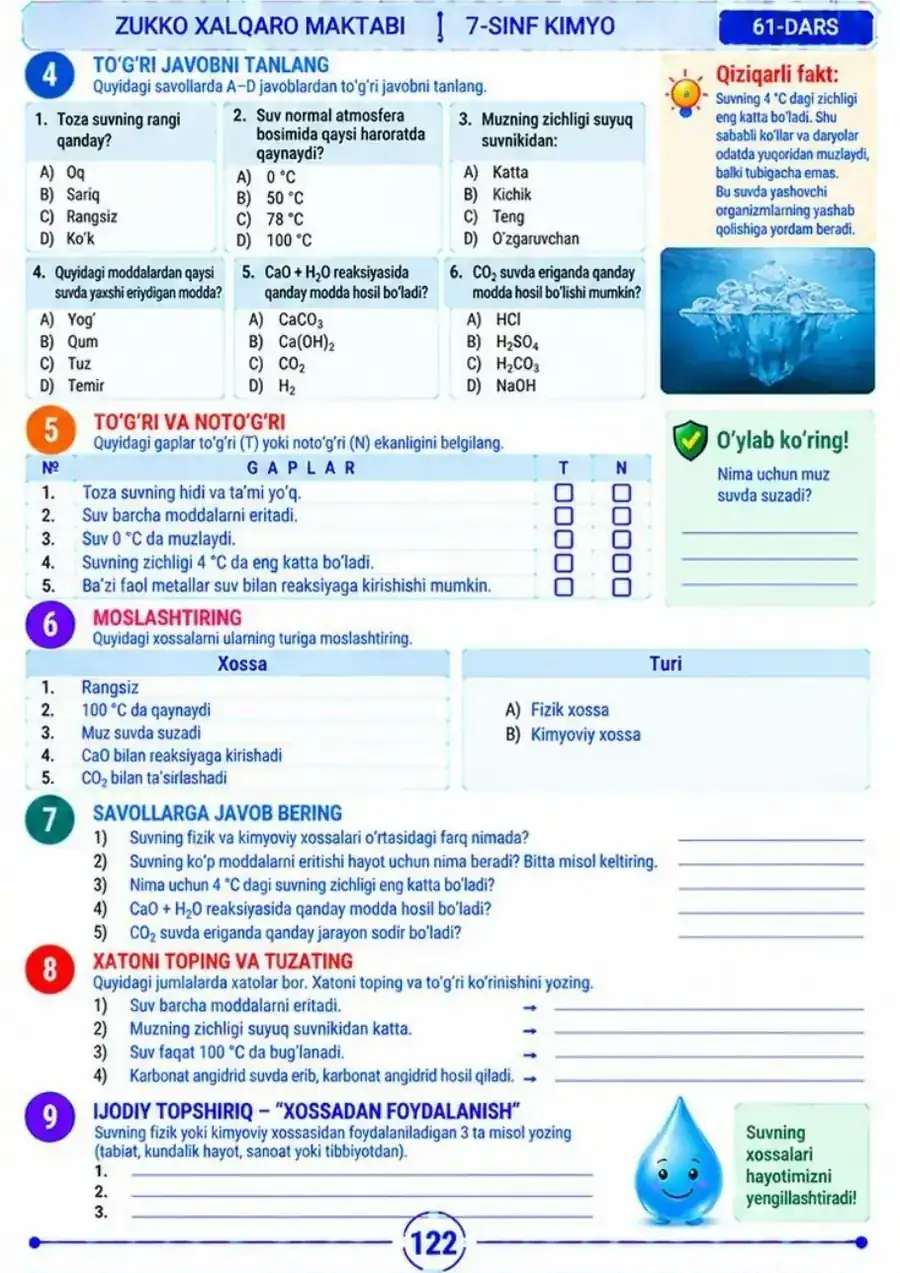 ZUKKO XALQARO MAKTABI
7-SINF KIMYO
61-DARS
4
TO‘G‘RI JAVOBNI TANLANG
Quyidagi savollarda A–D javoblardan to‘g‘ri javobni tanlang.
1. Toza suvning rangi
qanday?
A) Oq
B) Sariq
C) Rangsiz
D) Ko‘k
2. Suv normal atmosfera
bosimida qaysi haroratda
qaynaydi?
A) 0 °C
B) 50 °C
C) 78 °C
D) 100 °C
3. Muzning zichligi suyuq
suvnikidan:
A) Katta
B) Kichik
C) Teng
D) O‘zgaruvchan
Qiziqarli fakt:
Suvning 4 °C dagi zichligi
eng katta bo‘ladi. Shu
sababli ko‘llar va daryolar
odatda yuqoridan muzlaydi,
balki tubigacha emas.
Bu suvda yashovchi
organizmlarning yashab
qolishiga yordam beradi.
4. Quyidagi moddalardan qaysi
suvda yaxshi eriydigan modda?
A) Yog‘
B) Qum
C) Tuz
D) Temir
5. CaO + H₂O reaksiyasida
qanday modda hosil bo‘ladi?
A) CaCO₃
B) Ca(OH)₂
C) CO₂
D) H₂
6. CO₂ suvda eriganda qanday
modda hosil bo‘lishi mumkin?
A) HCl
B) H₂SO₄
C) H₂CO₃
D) NaOH
5
TO‘G‘RI VA NOTO‘G‘RI
Quyidagi gaplar to‘g‘ri (T) yoki noto‘g‘ri (N) ekanligini belgilang.
№ GAPLAR T N
1. Toza suvning hidi va ta’mi yo‘q.
2. Suv barcha moddalarni eritadi.
3. Suv 0 °C da muzlaydi.
4. Suvning zichligi 4 °C da eng katta bo‘ladi.
5. Ba’zi faol metallar suv bilan reaksiyaga kirishishi mumkin.
O‘ylab ko‘ring!
Nima uchun muz
suvda suzadi?
6
MOSLASHTIRING
Quyidagi xossalarni ularning turiga moslashtiring.
Xossa
1. Rangsiz
2. 100 °C da qaynaydi
3. Muz suvda suzadi
4. CaO bilan reaksiyaga kirishadi
5. CO₂ bilan ta’sirlashadi
Turi
A) Fizik xossa
B) Kimyoviy xossa
7
SAVOLLARGA JAVOB BERING
1) Suvning fizik va kimyoviy xossalari o‘rtasidagi farq nimada?
2) Suvning ko‘p moddalarni eritishi hayot uchun nima beradi? Bitta misol keltiring.
3) Nima uchun 4 °C dagi suvning zichligi eng katta bo‘ladi?
4) CaO + H₂O reaksiyasida qanday modda hosil bo‘ladi?
5) CO₂ suvda eriganda qanday jarayon sodir bo‘ladi?
8
XATONI TOPING VA TUZATING
Quyidagi jumlalarda xatolar bor. Xatoni toping va to‘g‘ri ko‘rinishini yozing.
1) Suv barcha moddalarni eritadi. →
2) Muzning zichligi suyuq suvnikidan katta. →
3) Suv faqat 100 °C da bug‘lanadi. →
4) Karbonat angidrid suvda erib, karbonat angidrid hosil qiladi. →
9
IJODIY TOPSHIRIQ – “XOSSADAN FOYDALANISH”
Suvning fizik yoki kimyoviy xossasidan foydalaniladigan 3 ta misol yozing
(tabiat, kundalik hayot, sanoat yoki tibbiyotdan).
1.
2.
3.
Suvning
xossalari
hayotimizni
yengillashtiradi!
122